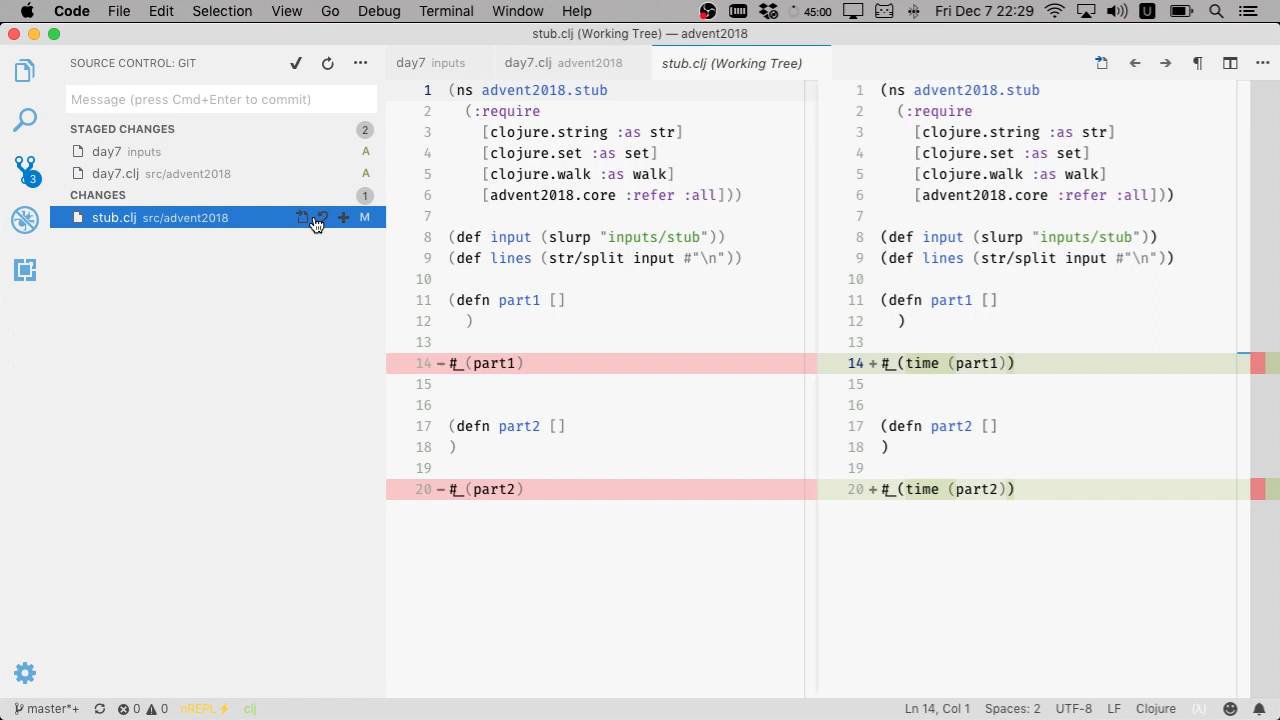 Code File Edit Selection View Go Debug Terminal Window Help 45:00 U Fri Dec 7 22:29
stub.clj (Working Tree) — advent2018
SOURCE CONTROL: GIT
day7 inputs day7.clj advent2018 stub.clj (Working Tree)
Message (press Cmd+Enter to commit)
STAGED CHANGES 2
day7 inputs A
day7.clj src/advent2018 A
CHANGES 1
stub.clj src/advent2018 M
3
1 (ns advent2018.stub
2 (:require
3 [clojure.string :as str]
4 [clojure.set :as set]
5 [clojure.walk :as walk]
6 [advent2018.core :refer :all]))
7
8 (def input (slurp "inputs/stub"))
9 (def lines (str/split input #"\n"))
10
11 (defn part1 []
12 )
13
14 − #_(part1)
15
16
17 (defn part2 []
18 )
19
20 − #_(part2)
1 (ns advent2018.stub
2 (:require
3 [clojure.string :as str]
4 [clojure.set :as set]
5 [clojure.walk :as walk]
6 [advent2018.core :refer :all]))
7
8 (def input (slurp "inputs/stub"))
9 (def lines (str/split input #"\n"))
10
11 (defn part1 []
12 )
13
14 + #_(time (part1))
15
16
17 (defn part2 []
18 )
19
20 + #_(time (part2))
master*+ 0 0 nREPL⚡ clj Ln 14, Col 1 Spaces: 2 UTF-8 LF Clojure (λ)